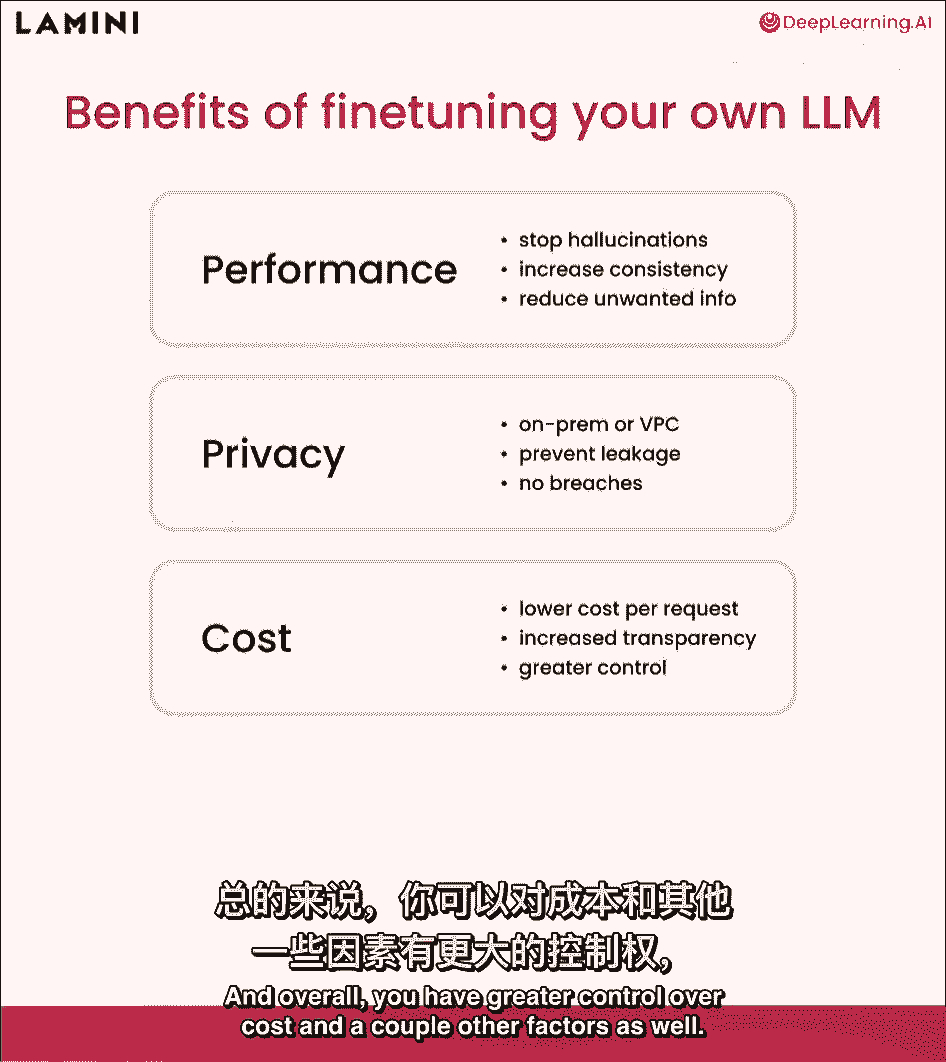 LAMINI
DeepLearning.AI
Benefits of finetuning your own LLM
Performance
• stop hallucinations
• increase consistency
• reduce unwanted info
Privacy
• on-prem or VPC
• prevent leakage
• no breaches
Cost
• lower cost per request
• increased transparency
• greater control
总的来说，你可以对成本和其他
一些因素有更大的控制权，
And overall, you have greater control over
cost and a couple other factors as well.